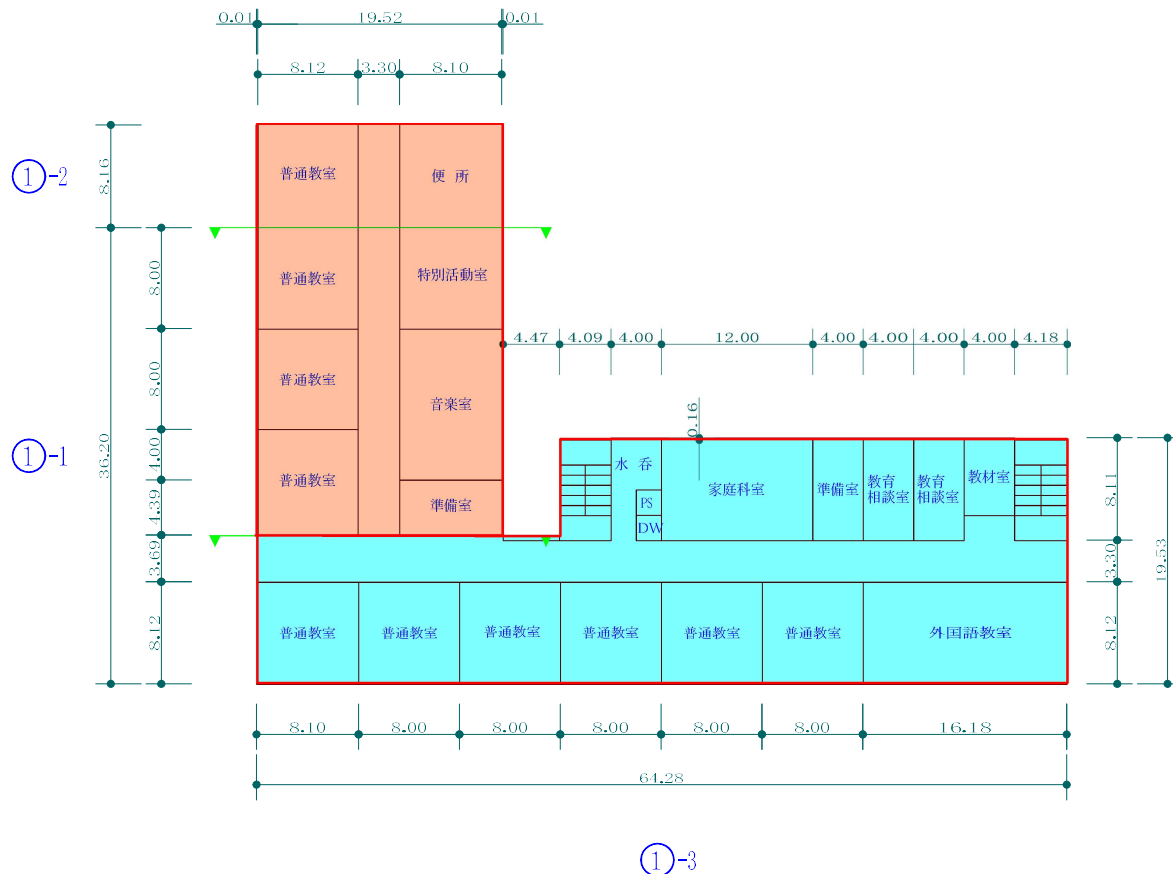 0.01 19.52 0.01
8.12 3.30 8.10
①-2
8.16
普通教室
便 所
8.00
普通教室
特別活動室
4.47 4.09 4.00 12.00 4.00 4.00 4.00 4.00 4.18
8.00
普通教室
音楽室
①-1
36.20
4.00
普通教室
準備室
4.39
0.16
水 呑
PS
DW
家庭科室
準備室
教育
相談室
教育
相談室
教材室
8.11
3.69
3.30
19.53
8.12
普通教室 普通教室 普通教室 普通教室 普通教室 普通教室 外国語教室
8.12
8.10 8.00 8.00 8.00 8.00 8.00 16.18
64.28
①-3